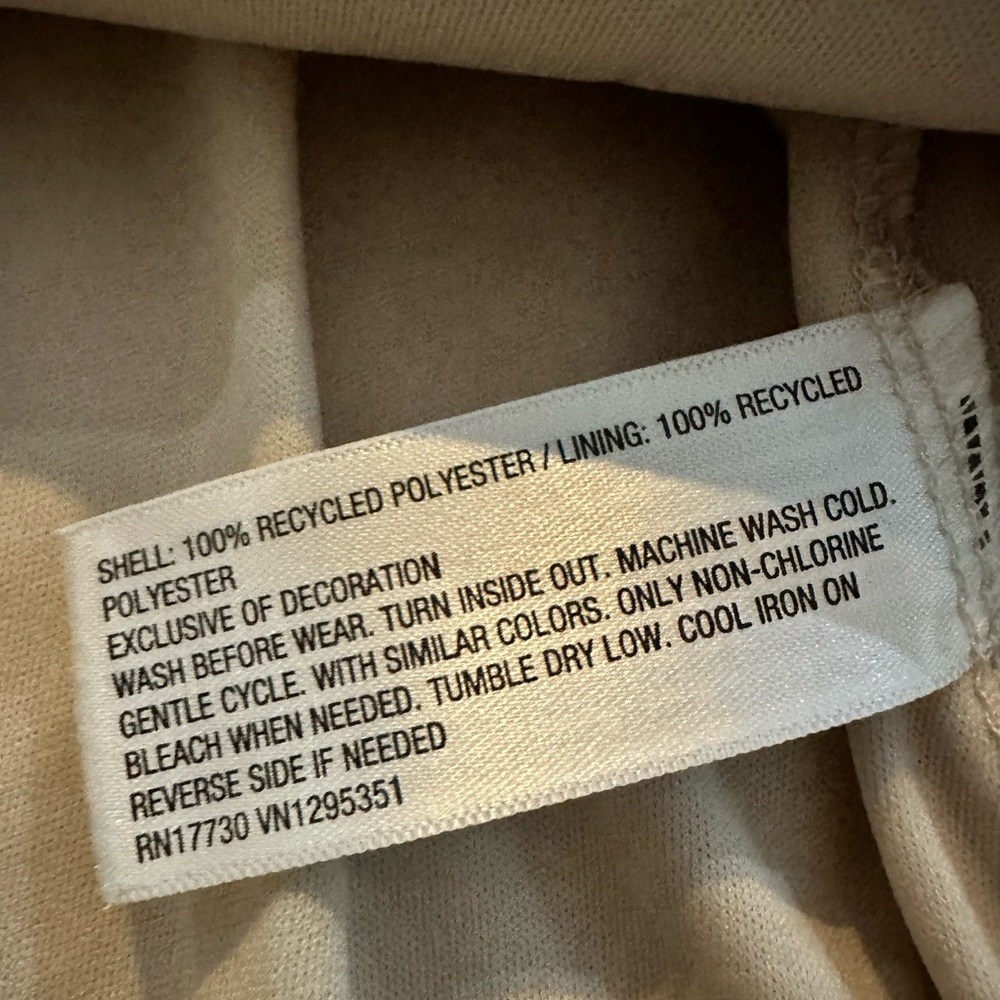 SHELL: 100% RECYCLED POLYESTER / LINING: 100% RECYCLED
POLYESTER
EXCLUSIVE OF DECORATION
WASH BEFORE WEAR. TURN INSIDE OUT. MACHINE WASH COLD.
GENTLE CYCLE. WITH SIMILAR COLORS. ONLY NON-CHLORINE
BLEACH WHEN NEEDED. TUMBLE DRY LOW. COOL IRON ON
REVERSE SIDE IF NEEDED
RN17730 VN1295351